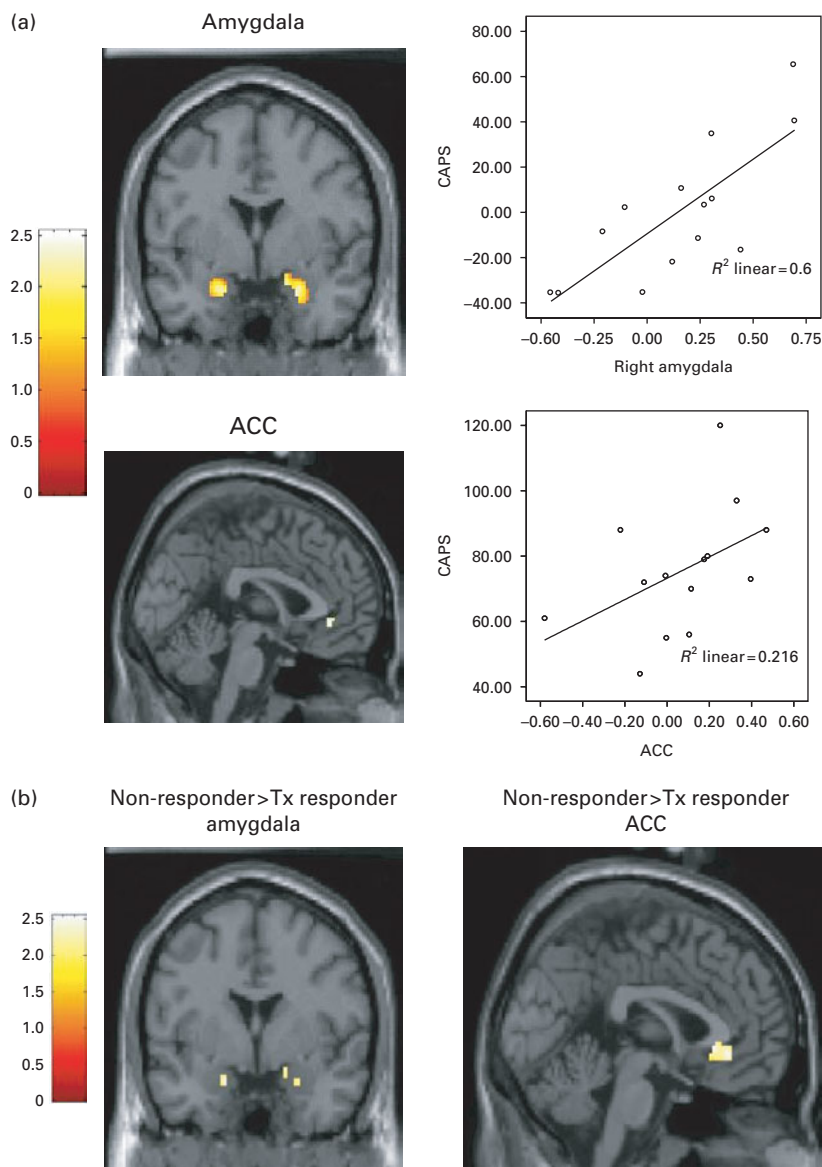 (a)
Amygdala
2.5
2.0
1.5
1.0
0.5
0
80.00
60.00
40.00
20.00
0.00
−20.00
−40.00
CAPS
R² linear=0.6
−0.60 −0.25 0.00 0.25 0.50 0.75
Right amygdala
ACC
120.00
100.00
80.00
60.00
40.00
CAPS
R² linear=0.216
−0.60 −0.40 −0.20 0.00 0.20 0.40 0.60
ACC
(b)
Non-responder>Tx responder
amygdala
2.5
2.0
1.5
1.0
0.5
0
Non-responder>Tx responder
ACC